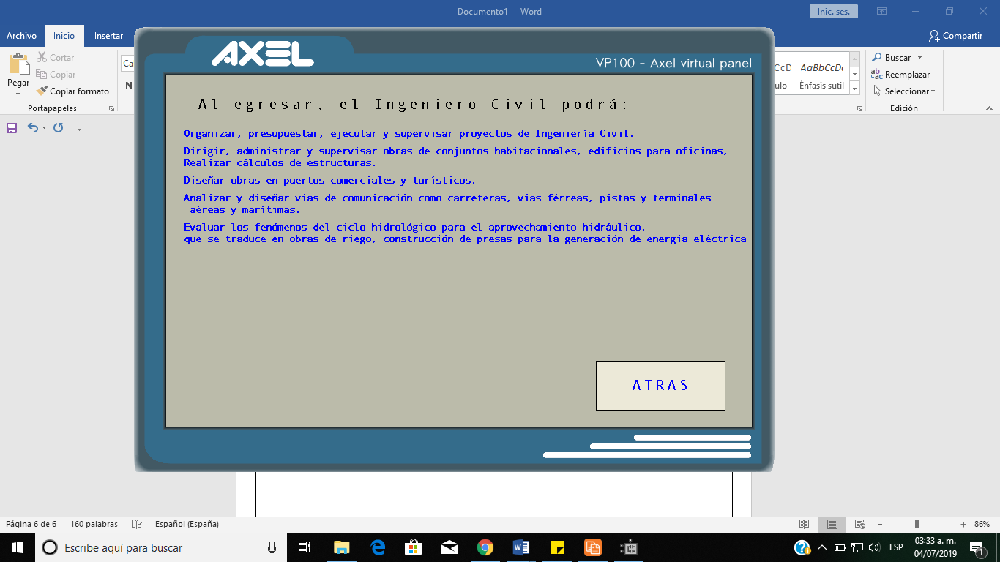 Documento1 - Word
Inic. ses.
Archivo
Inicio
Insertar
Compartir
Pegar
Cortar
Copiar
Copiar formato
Portapapeles
Ca
N
AXEL
VP100 - Axel virtual panel
Al egresar, el Ingeniero Civil podrá:
Organizar, presupuestar, ejecutar y supervisar proyectos de Ingeniería Civil.
Dirigir, administrar y supervisar obras de conjuntos habitacionales, edificios para oficinas,
Realizar cálculos de estructuras.
Diseñar obras en puertos comerciales y turísticos.
Analizar y diseñar vías de comunicación como carreteras, vías férreas, pistas y terminales
aéreas y marítimas.
Evaluar los fenómenos del ciclo hidrológico para el aprovechamiento hidráulico,
que se traduce en obras de riego, construcción de presas para la generación de energía eléctrica
ATRAS
CcD
AaBbCcDc
ulo
Énfasis sutil
Buscar
Reemplazar
Seleccionar
Edición
Página 6 de 6
160 palabras
Español (España)
86%
Escribe aquí para buscar
ESP
03:33 a. m.
04/07/2019
1